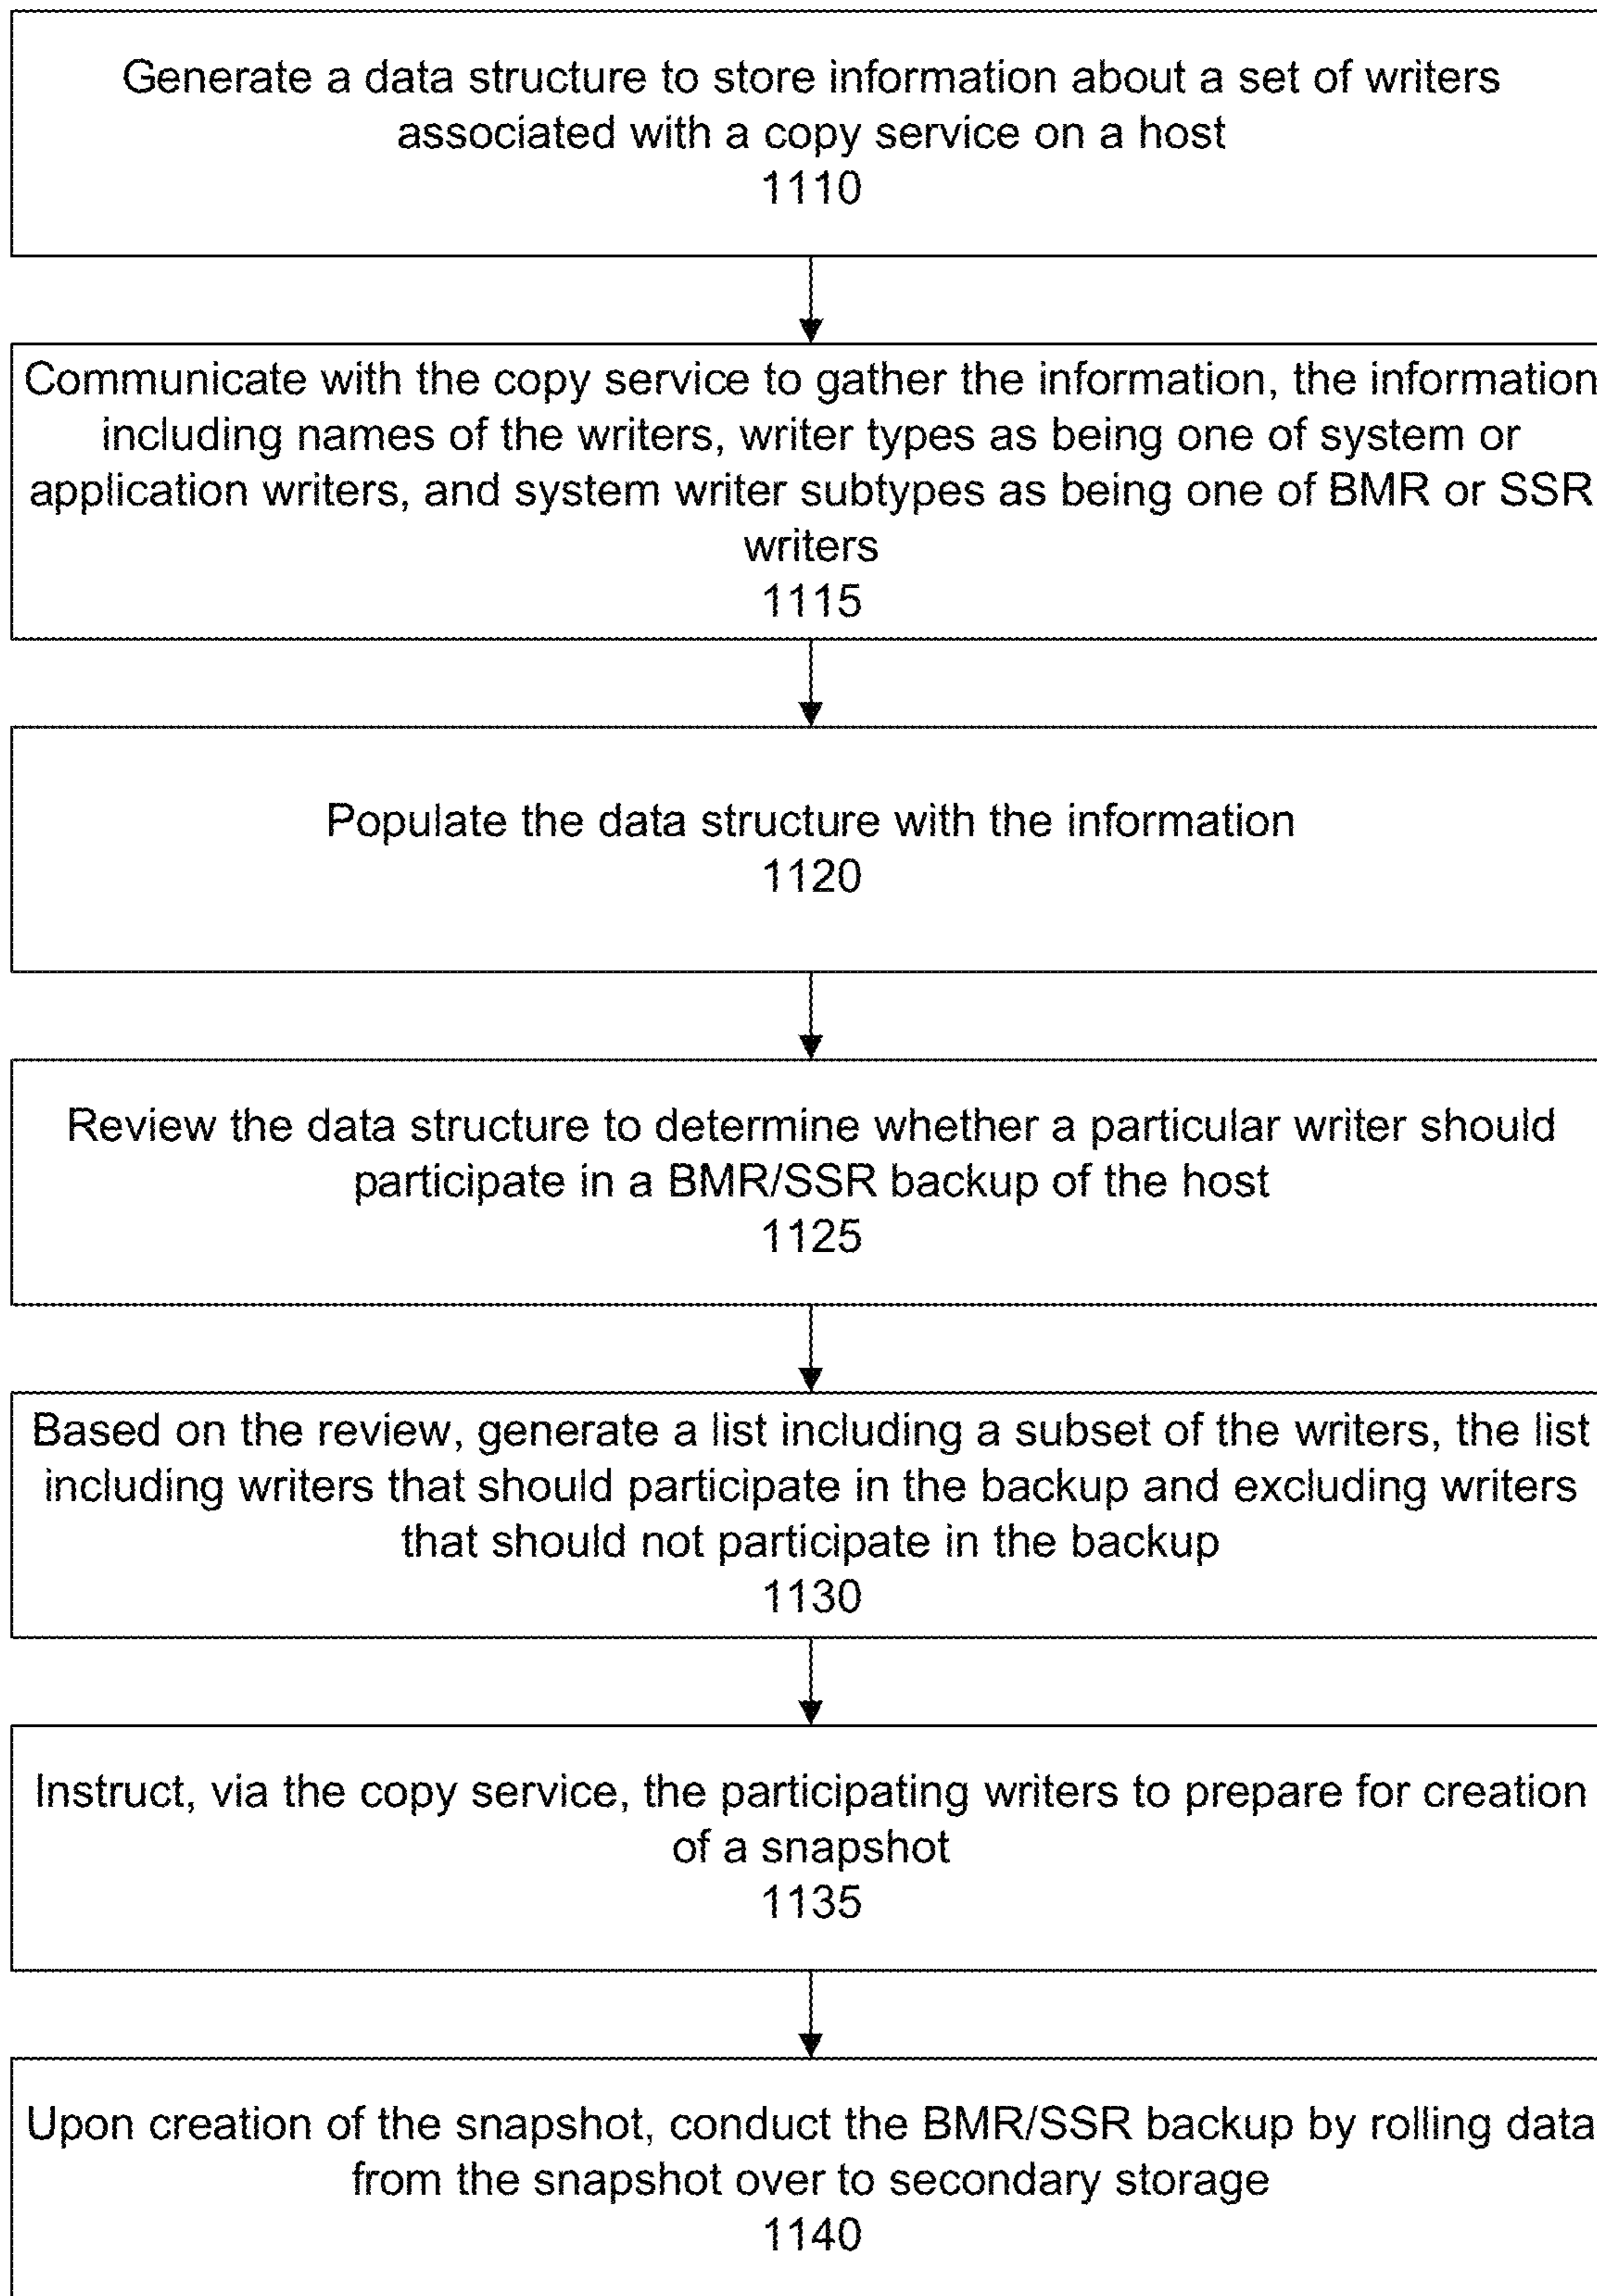 Generate a data structure to store information about a set of writers
associated with a copy service on a host
1110
Communicate with the copy service to gather the information, the information
including names of the writers, writer types as being one of system or
application writers, and system writer subtypes as being one of BMR or SSR
writers
1115
Populate the data structure with the information
1120
Review the data structure to determine whether a particular writer should
participate in a BMR/SSR backup of the host
1125
Based on the review, generate a list including a subset of the writers, the list
including writers that should participate in the backup and excluding writers
that should not participate in the backup
1130
Instruct, via the copy service, the participating writers to prepare for creation
of a snapshot
1135
Upon creation of the snapshot, conduct the BMR/SSR backup by rolling data
from the snapshot over to secondary storage
1140